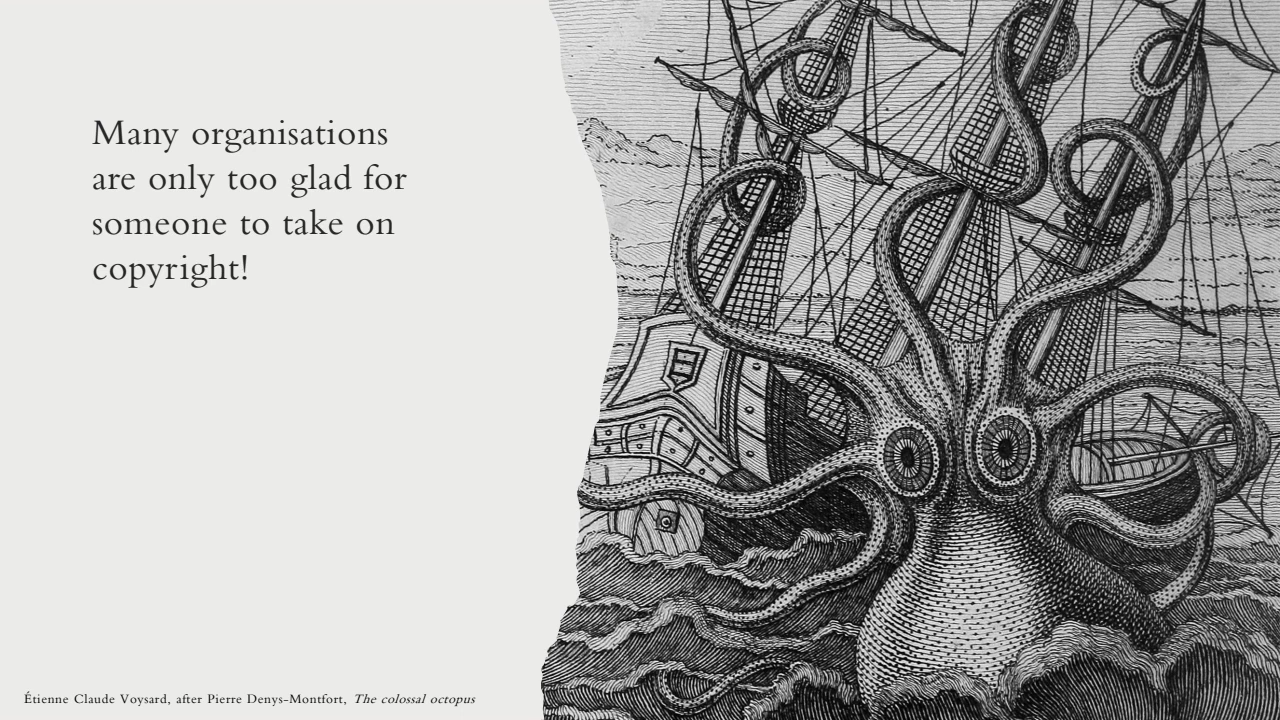 Many organisations
are only too glad for
someone to take on
copyright!
Étienne Claude Voysard, after Pierre Denys-Montfort, The colossal octopus